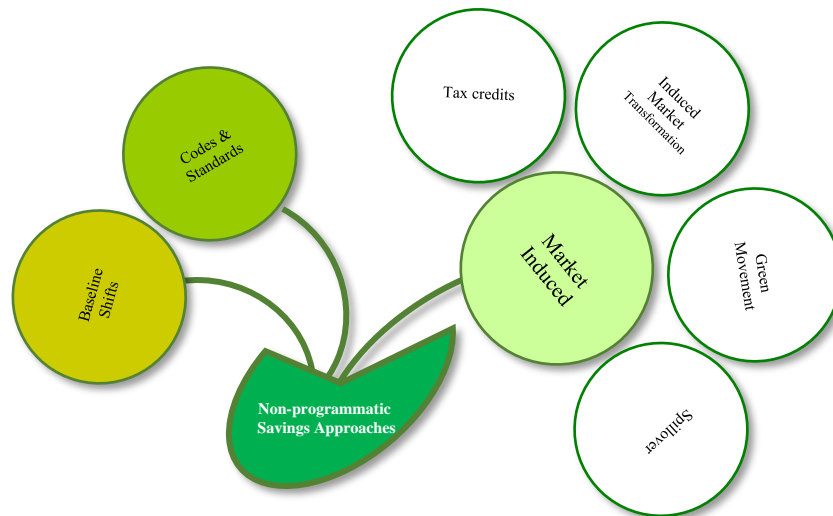 Tax credits
Induced
Market
Transformation
Codes &
Standards
Market
Induced
Green
Movement
Baseline
Shifts
Non-programmatic
Savings Approaches
Spillover